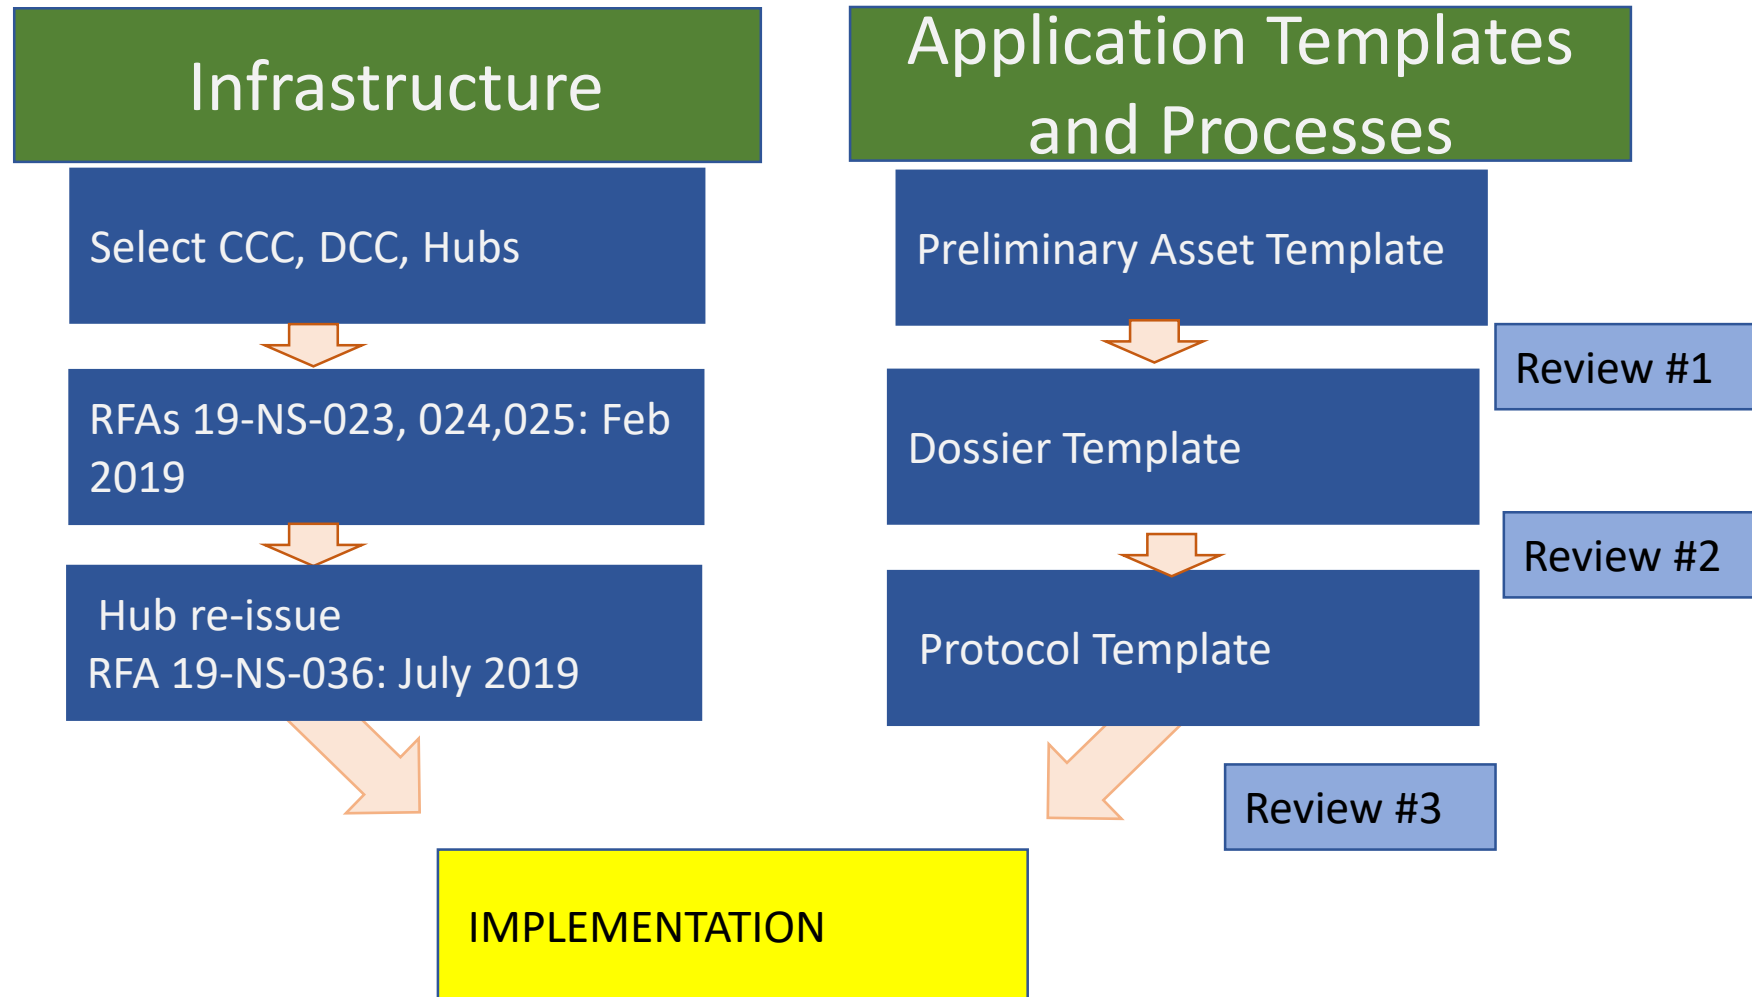 Infrastructure
Select CCC, DCC, Hubs
RFAs 19-NS-023, 024,025: Feb
2019
Hub re-issue
RFA 19-NS-036: July 2019
Application Templates
and Processes
Preliminary Asset Template
Review #1
Dossier Template
Review #2
Protocol Template
Review #3
IMPLEMENTATION